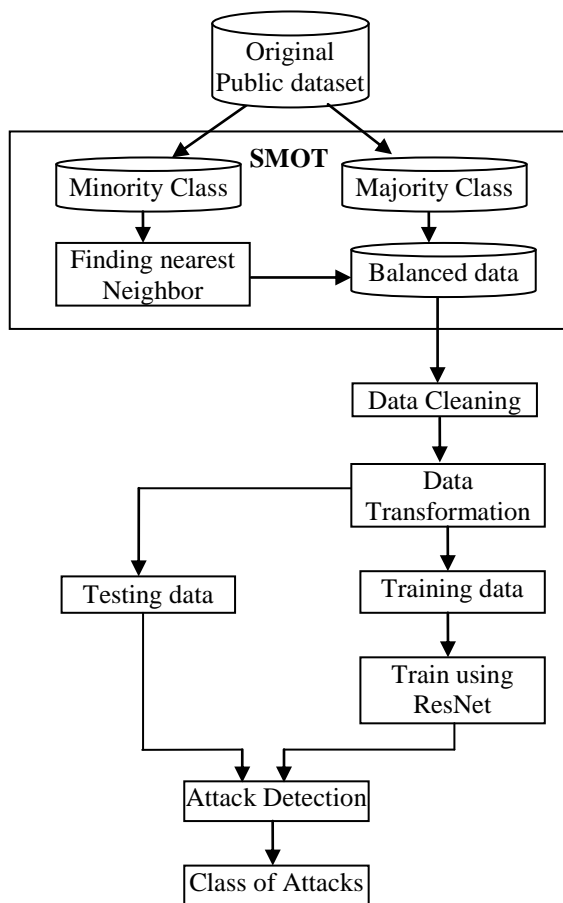 Original
Public dataset
SMOT
Minority Class
Majority Class
Finding nearest
Neighbor
Balanced data
Data Cleaning
Data
Transformation
Testing data
Training data
Train using
ResNet
Attack Detection
Class of Attacks